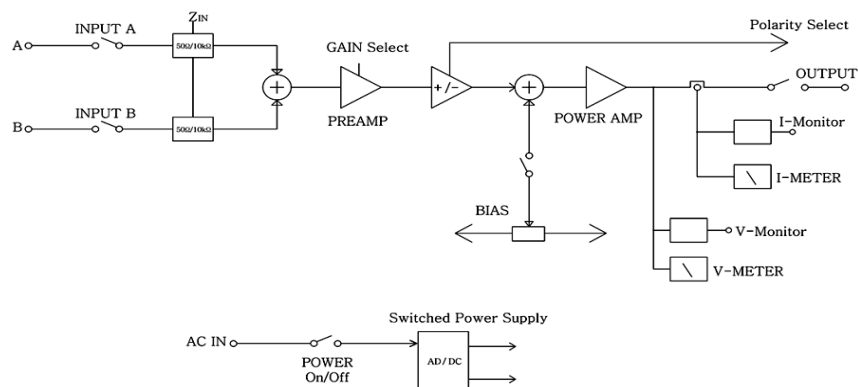 Z_IN
INPUT A
A
50Ω/10kΩ
Polarity Select
GAIN Select
+/-
OUTPUT
PREAMP
POWER AMP
INPUT B
B
50Ω/10kΩ
I-Monitor
I-METER
BIAS
V-Monitor
V-METER
Switched Power Supply
AC IN
AD/DC
POWER
On/Off